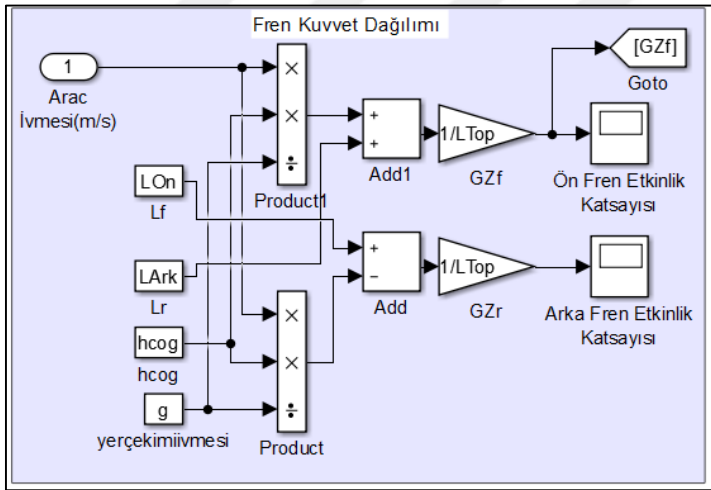 Fren Kuvvet Dağılımı
1
Arac
İvmesi(m/s)
×
×
÷
Product1
+
+
Add1
1/LTop
GZf
[GZf]
Goto
Ön Fren Etkinlik
Katsayısı
LOn
Lf
LArk
Lr
hcog
hcog
g
yerçekimiivmesi
×
×
÷
Product
+
−
Add
1/LTop
GZr
Arka Fren Etkinlik
Katsayısı